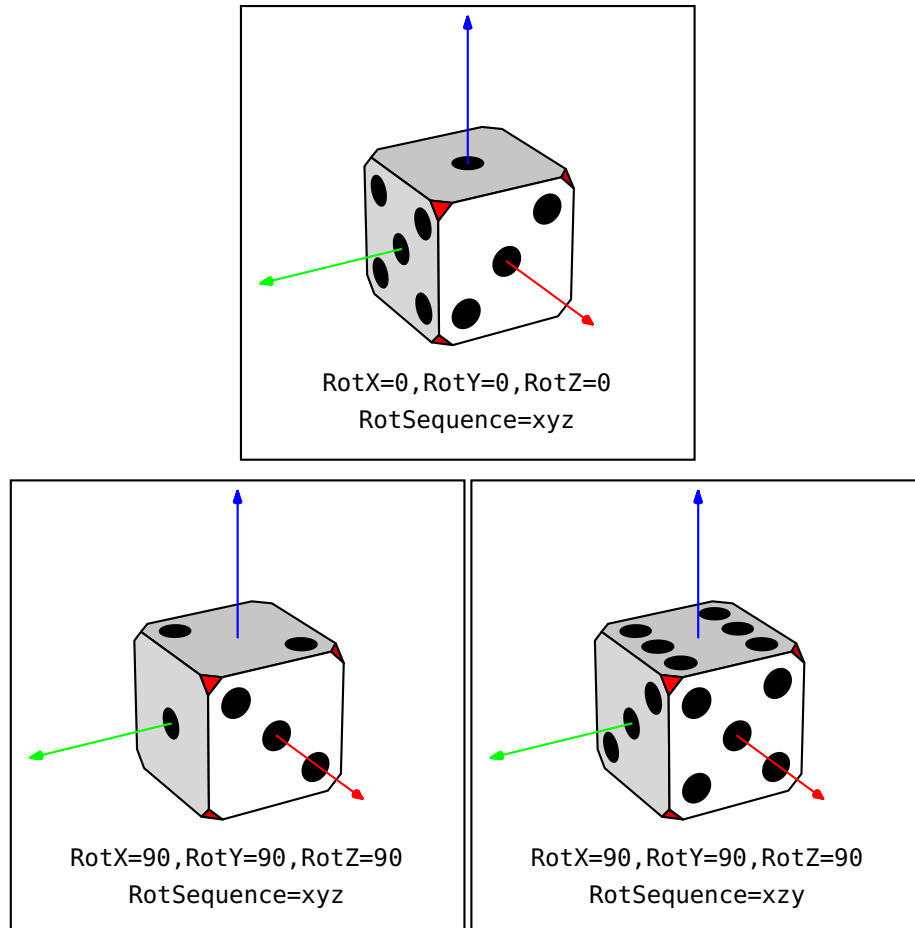 RotX=0,RotY=0,RotZ=0
RotSequence=xyz
RotX=90,RotY=90,RotZ=90
RotSequence=xyz
RotX=90,RotY=90,RotZ=90
RotSequence=xzy